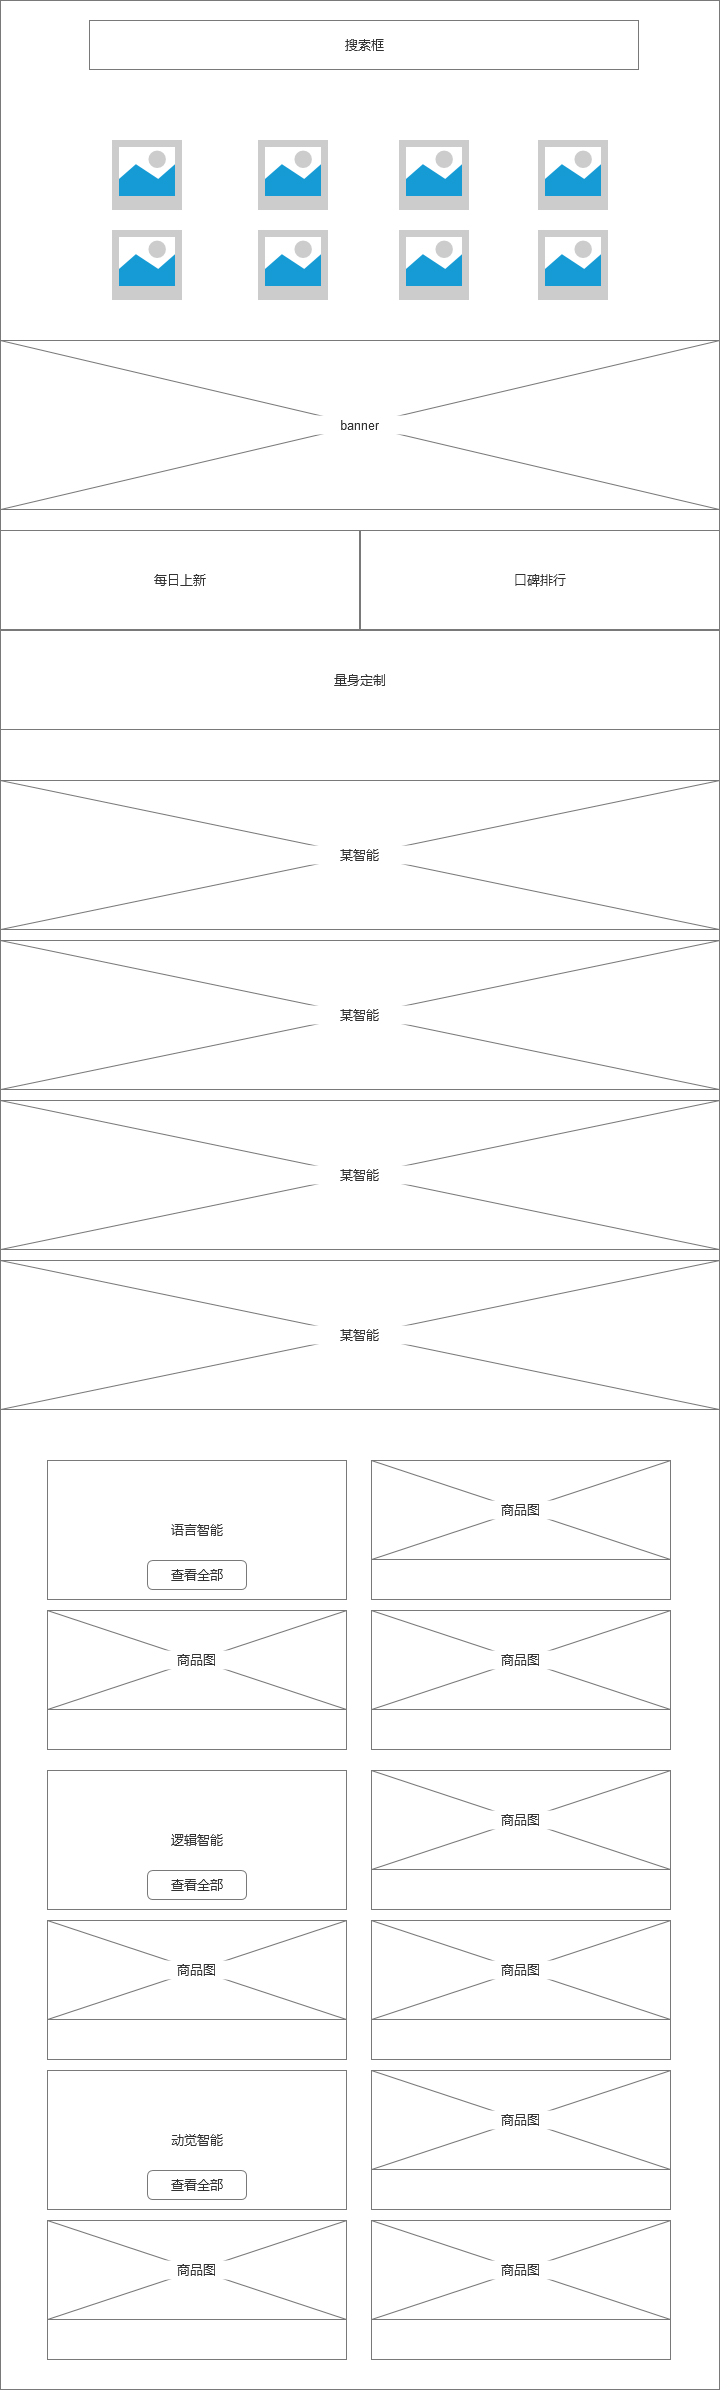 搜索框
banner
每日上新
口碑排行
量身定制
某智能
某智能
某智能
某智能
语言智能
查看全部
商品图
商品图
商品图
逻辑智能
查看全部
商品图
商品图
商品图
动觉智能
查看全部
商品图
商品图
商品图